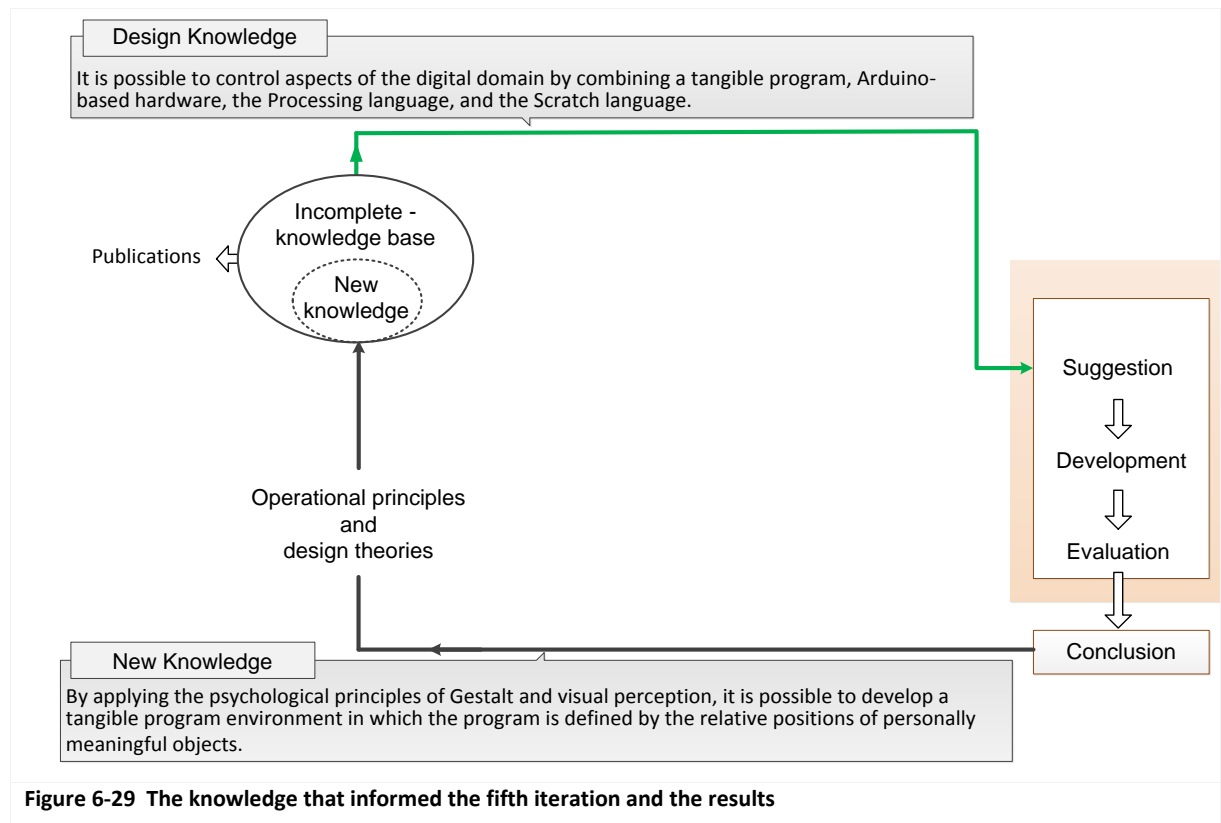 Design Knowledge
It is possible to control aspects of the digital domain by combining a tangible program, Arduino-
based hardware, the Processing language, and the Scratch language.
Incomplete -
knowledge base
Publications
New
knowledge
Suggestion
Development
Evaluation
Conclusion
Operational principles
and
design theories
New Knowledge
By applying the psychological principles of Gestalt and visual perception, it is possible to develop a
tangible program environment in which the program is defined by the relative positions of personally
meaningful objects.
Figure 6-29 The knowledge that informed the fifth iteration and the results